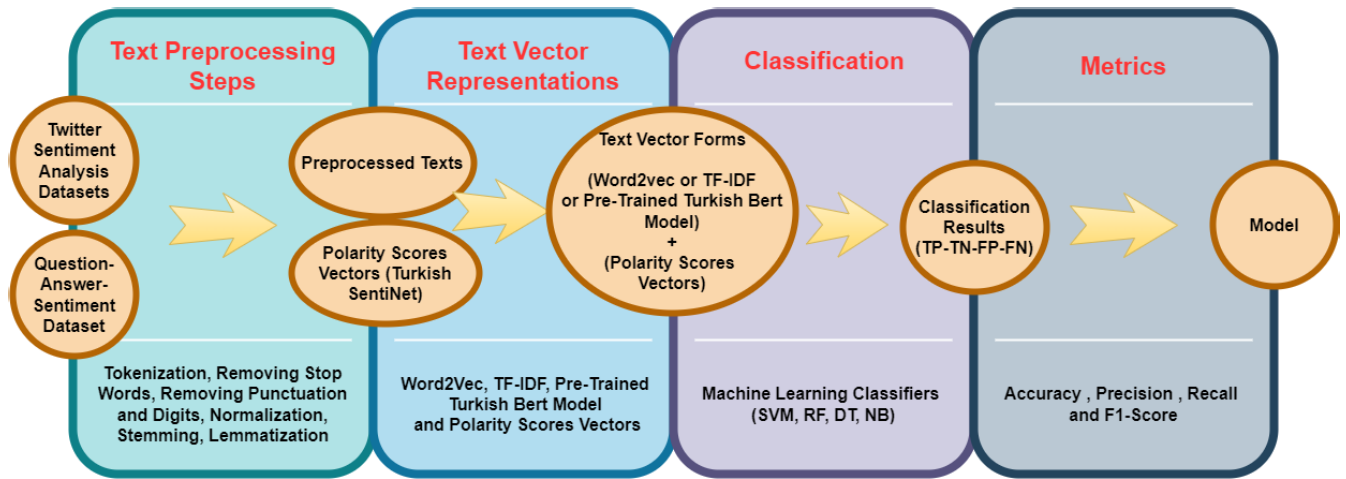 Text Preprocessing
Steps
Text Vector
Representations
Classification
Metrics
Twitter
Sentiment
Analysis
Datasets
Question-
Answer-
Sentiment
Dataset
Preprocessed Texts
Polarity Scores
Vectors (Turkish
SentiNet)
Text Vector Forms
(Word2vec or TF-IDF
or Pre-Trained Turkish Bert
Model)
+
(Polarity Scores
Vectors)
Classification
Results
(TP-TN-FP-FN)
Model
Tokenization, Removing Stop
Words, Removing Punctuation
and Digits, Normalization,
Stemming, Lemmatization
Word2Vec, TF-IDF, Pre-Trained
Turkish Bert Model
and Polarity Scores Vectors
Machine Learning Classifiers
(SVM, RF, DT, NB)
Accuracy , Precision , Recall
and F1-Score